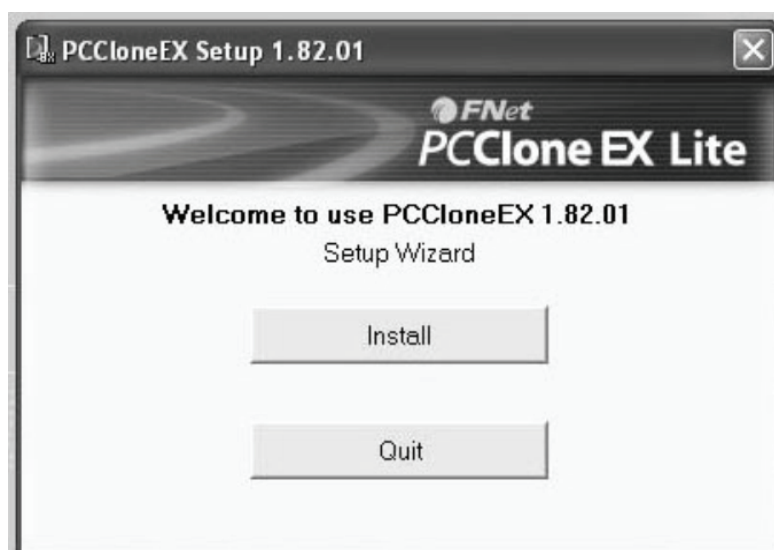 PCCloneEX Setup 1.82.01
FNet
PCClone EX Lite
Welcome to use PCCloneEX 1.82.01
Setup Wizard
Install
Quit